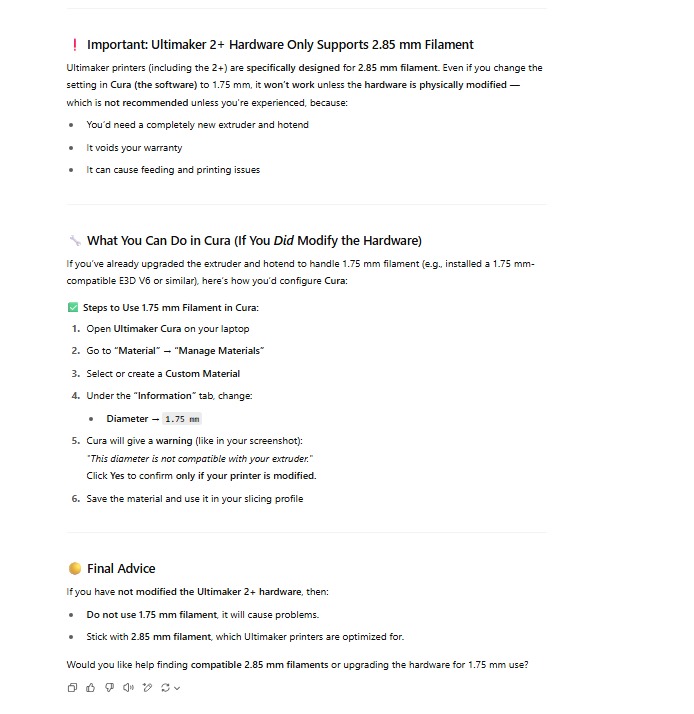 ❗ Important: Ultimaker 2+ Hardware Only Supports 2.85 mm Filament
Ultimaker printers (including the 2+) are specifically designed for 2.85 mm filament. Even if you change the
setting in Cura (the software) to 1.75 mm, it won't work unless the hardware is physically modified —
which is not recommended unless you're experienced, because:
• You'd need a completely new extruder and hotend
• It voids your warranty
• It can cause feeding and printing issues
🔧 What You Can Do in Cura (If You Did Modify the Hardware)
If you've already upgraded the extruder and hotend to handle 1.75 mm filament (e.g., installed a 1.75 mm-
compatible E3D V6 or similar), here's how you'd configure Cura:
✅ Steps to Use 1.75 mm Filament in Cura:
1. Open Ultimaker Cura on your laptop
2. Go to "Material" → "Manage Materials"
3. Select or create a Custom Material
4. Under the "Information" tab, change:
• Diameter → 1.75 mm
5. Cura will give a warning (like in your screenshot):
"This diameter is not compatible with your extruder."
Click Yes to confirm only if your printer is modified.
6. Save the material and use it in your slicing profile
🟡 Final Advice
If you have not modified the Ultimaker 2+ hardware, then:
• Do not use 1.75 mm filament, it will cause problems.
• Stick with 2.85 mm filament, which Ultimaker printers are optimized for.
Would you like help finding compatible 2.85 mm filaments or upgrading the hardware for 1.75 mm use?